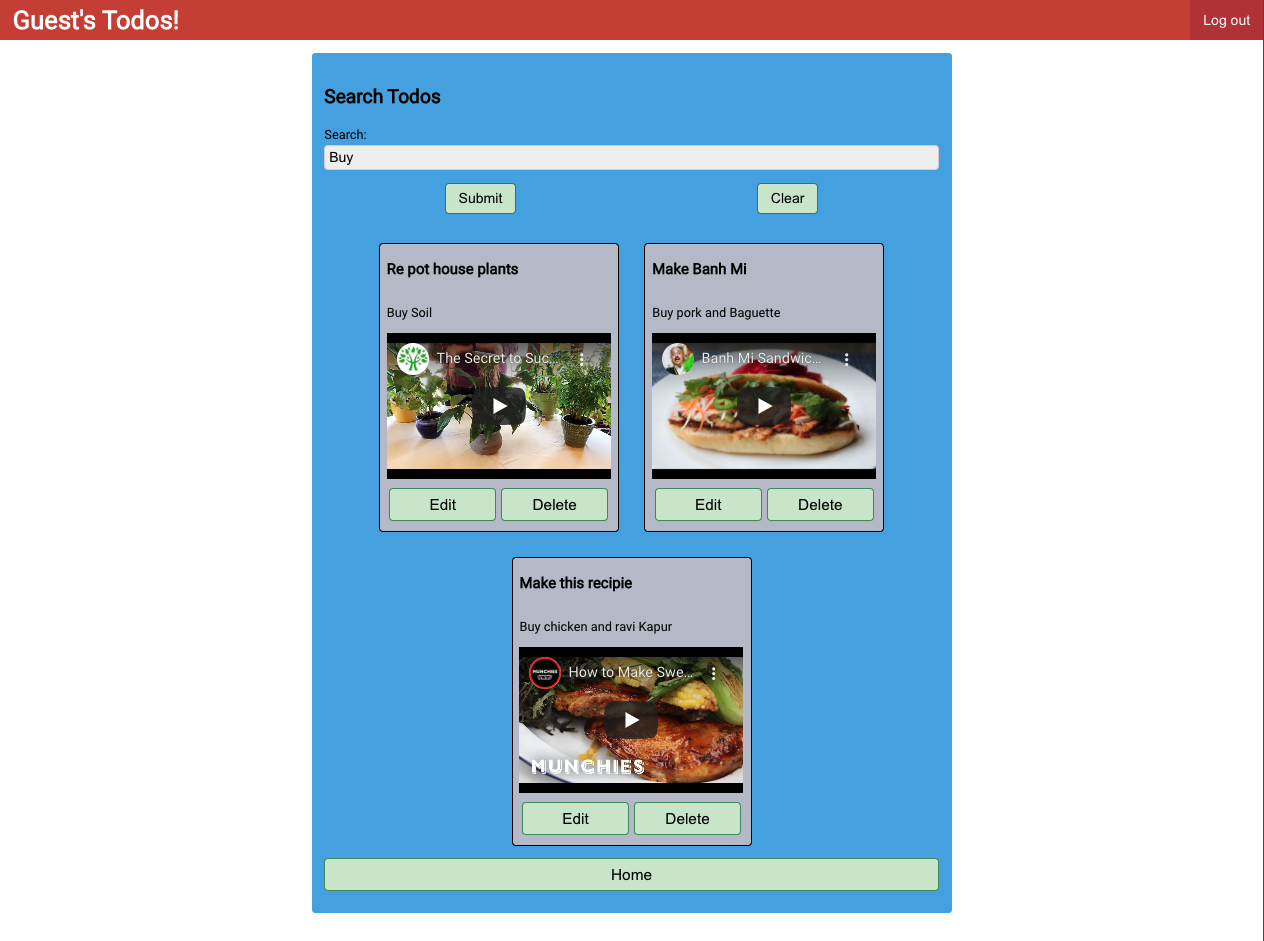 Guest's Todos!
Log out
Search Todos
Search:
Buy
Submit
Clear
Re pot house plants
Buy Soil
The Secret to Suc...
Edit
Delete
Make Banh Mi
Buy pork and Baguette
Banh Mi Sandwic...
Edit
Delete
Make this recipie
Buy chicken and ravi Kapur
MUNCHIES
How to Make Swe...
MUNCHIES
Edit
Delete
Home